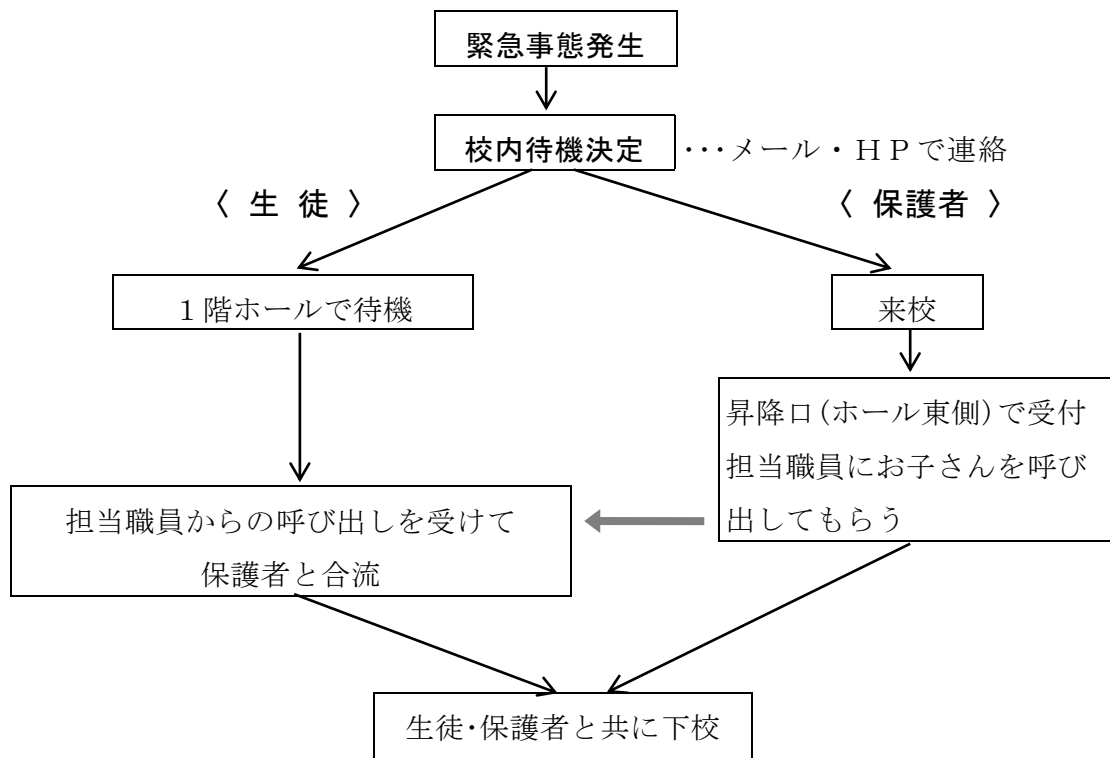 緊急事態発生
校内待機決定
･･･メール・ＨＰで連絡
〈 生 徒 〉
〈 保護者 〉
１階ホールで待機
来校
昇降口(ホール東側)で受付
担当職員にお子さんを呼び
出してもらう
担当職員からの呼び出しを受けて
保護者と合流
生徒･保護者と共に下校